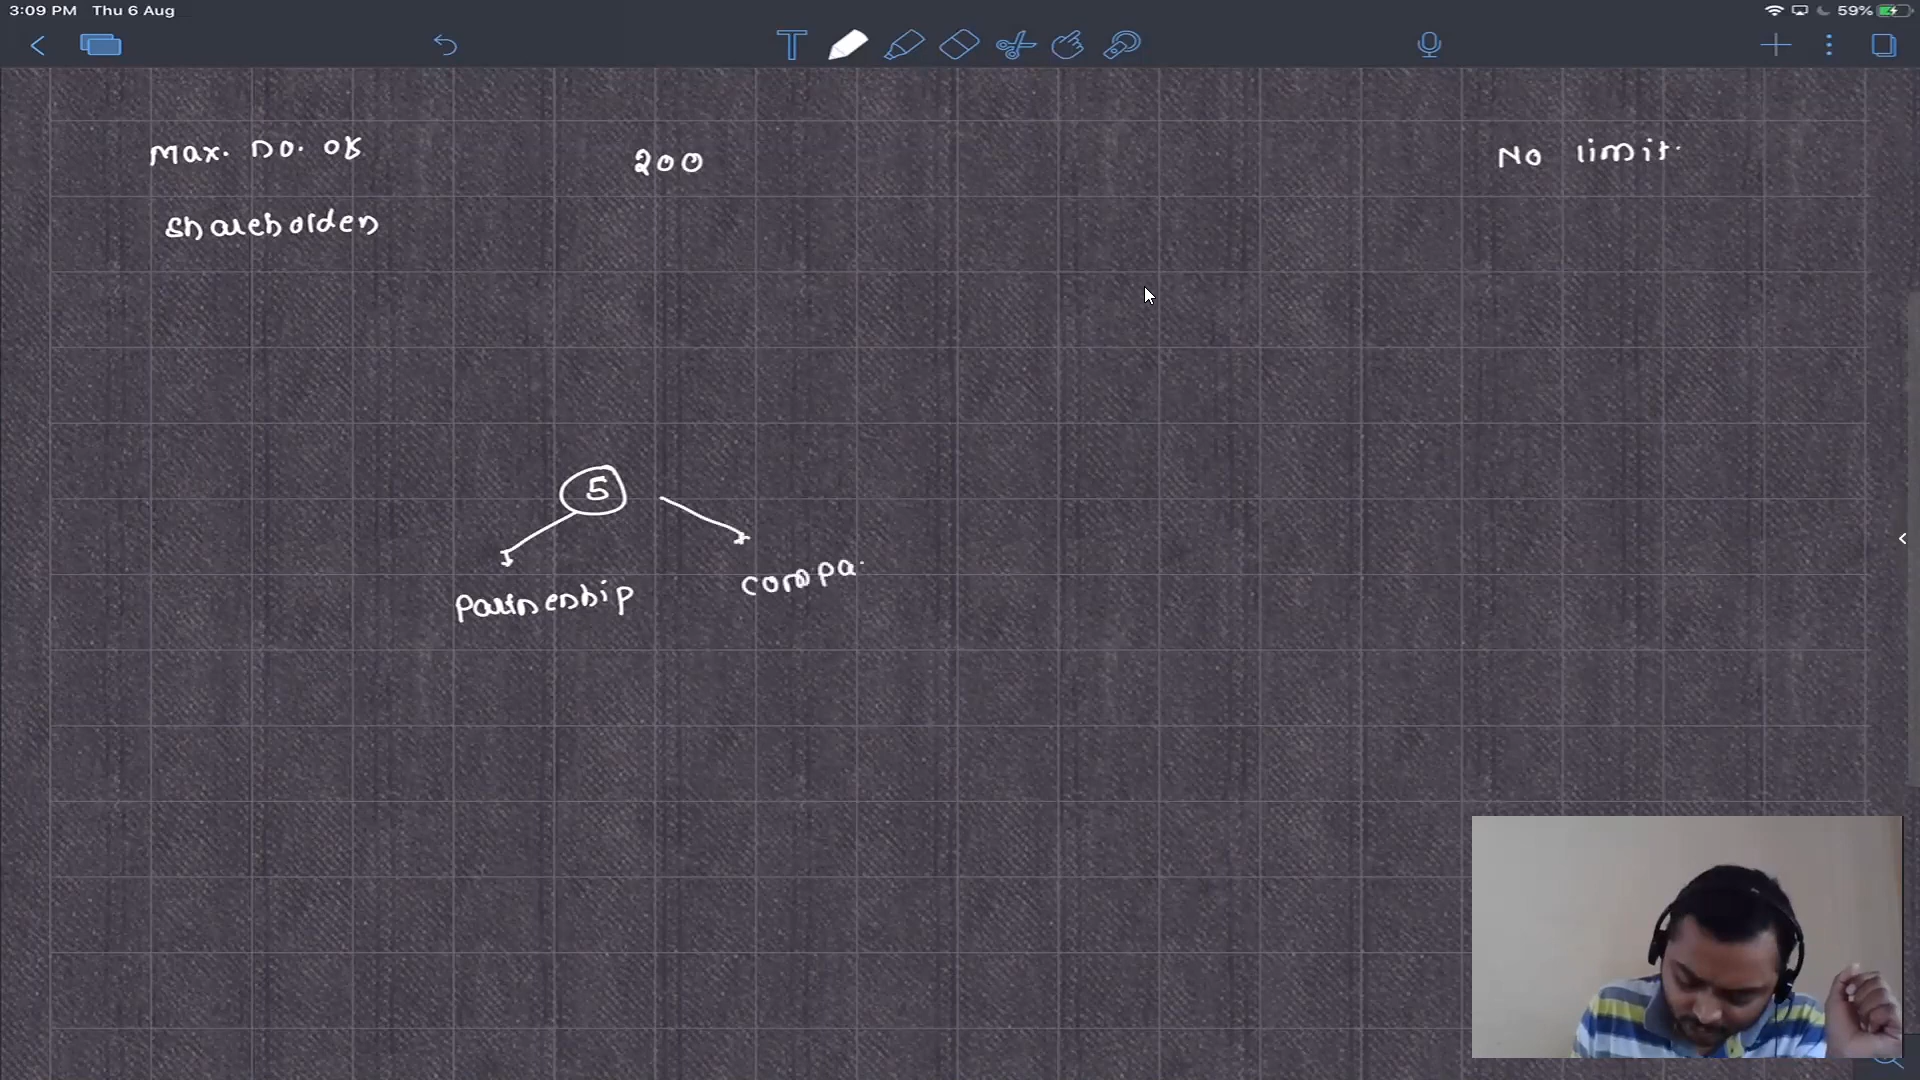 3:09 PM Thu 6 Aug 59%
T
Max. no. of 200 No limit.
shareholders
5
Partnership compa.